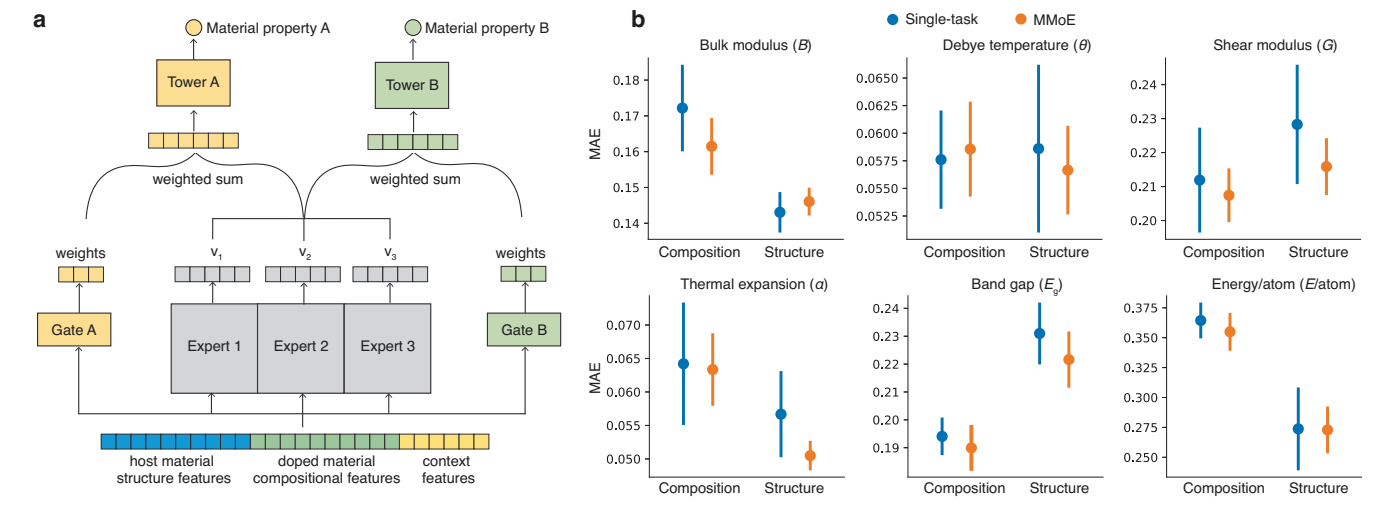 a
Material property A
Material property B
Tower A
Tower B
weighted sum
weighted sum
weights
v1
v2
v3
weights
Gate A
Expert 1
Expert 2
Expert 3
Gate B
host material
structure features
doped material
compositional features
context
features
b
Single-task
MMoE
Bulk modulus (B)
MAE
0.18
0.17
0.16
0.15
0.14
Composition
Structure
Debye temperature (θ)
0.0650
0.0625
0.0600
0.0575
0.0550
0.0525
Composition
Structure
Shear modulus (G)
0.24
0.23
0.22
0.21
0.20
Composition
Structure
Thermal expansion (α)
MAE
0.070
0.065
0.060
0.055
0.050
Composition
Structure
Band gap (Eg)
0.24
0.23
0.22
0.21
0.20
0.19
Composition
Structure
Energy/atom (E/atom)
0.375
0.350
0.325
0.300
0.275
0.250
Composition
Structure